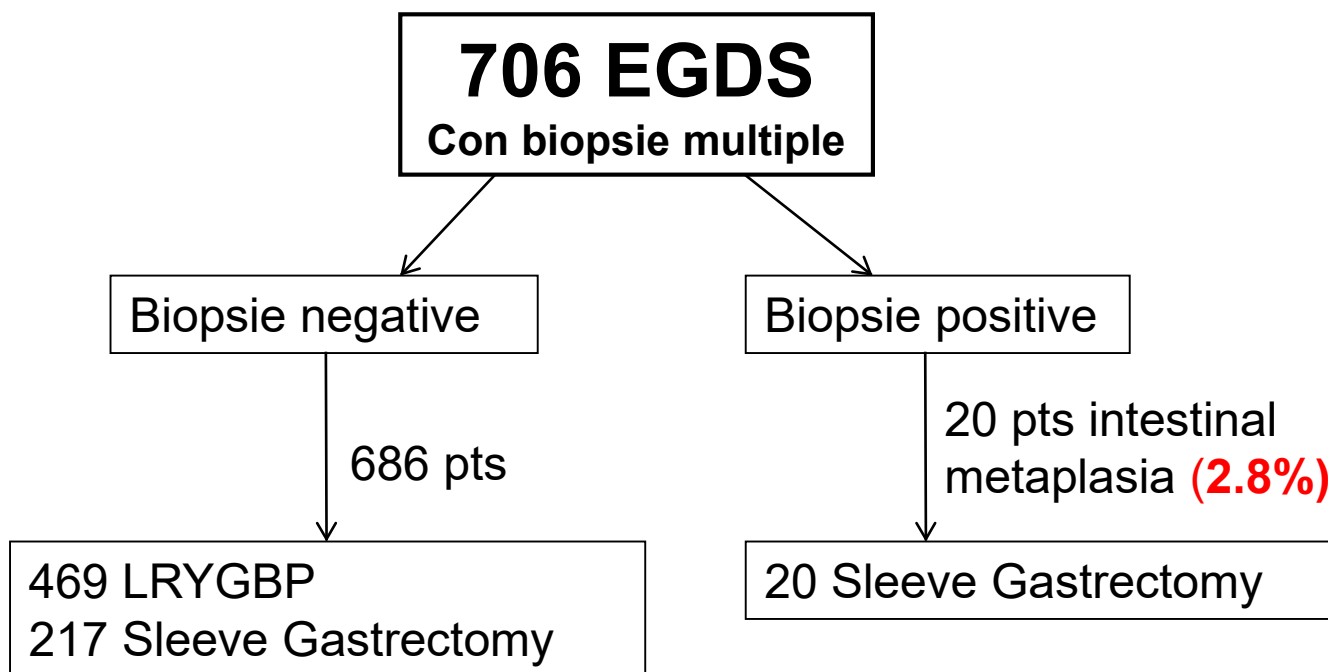 706 EGDS
Con biopsie multiple
Biopsie negative
Biopsie positive
686 pts
20 pts intestinal
metaplasia (2.8%)
469 LRYGBP
217 Sleeve Gastrectomy
20 Sleeve Gastrectomy